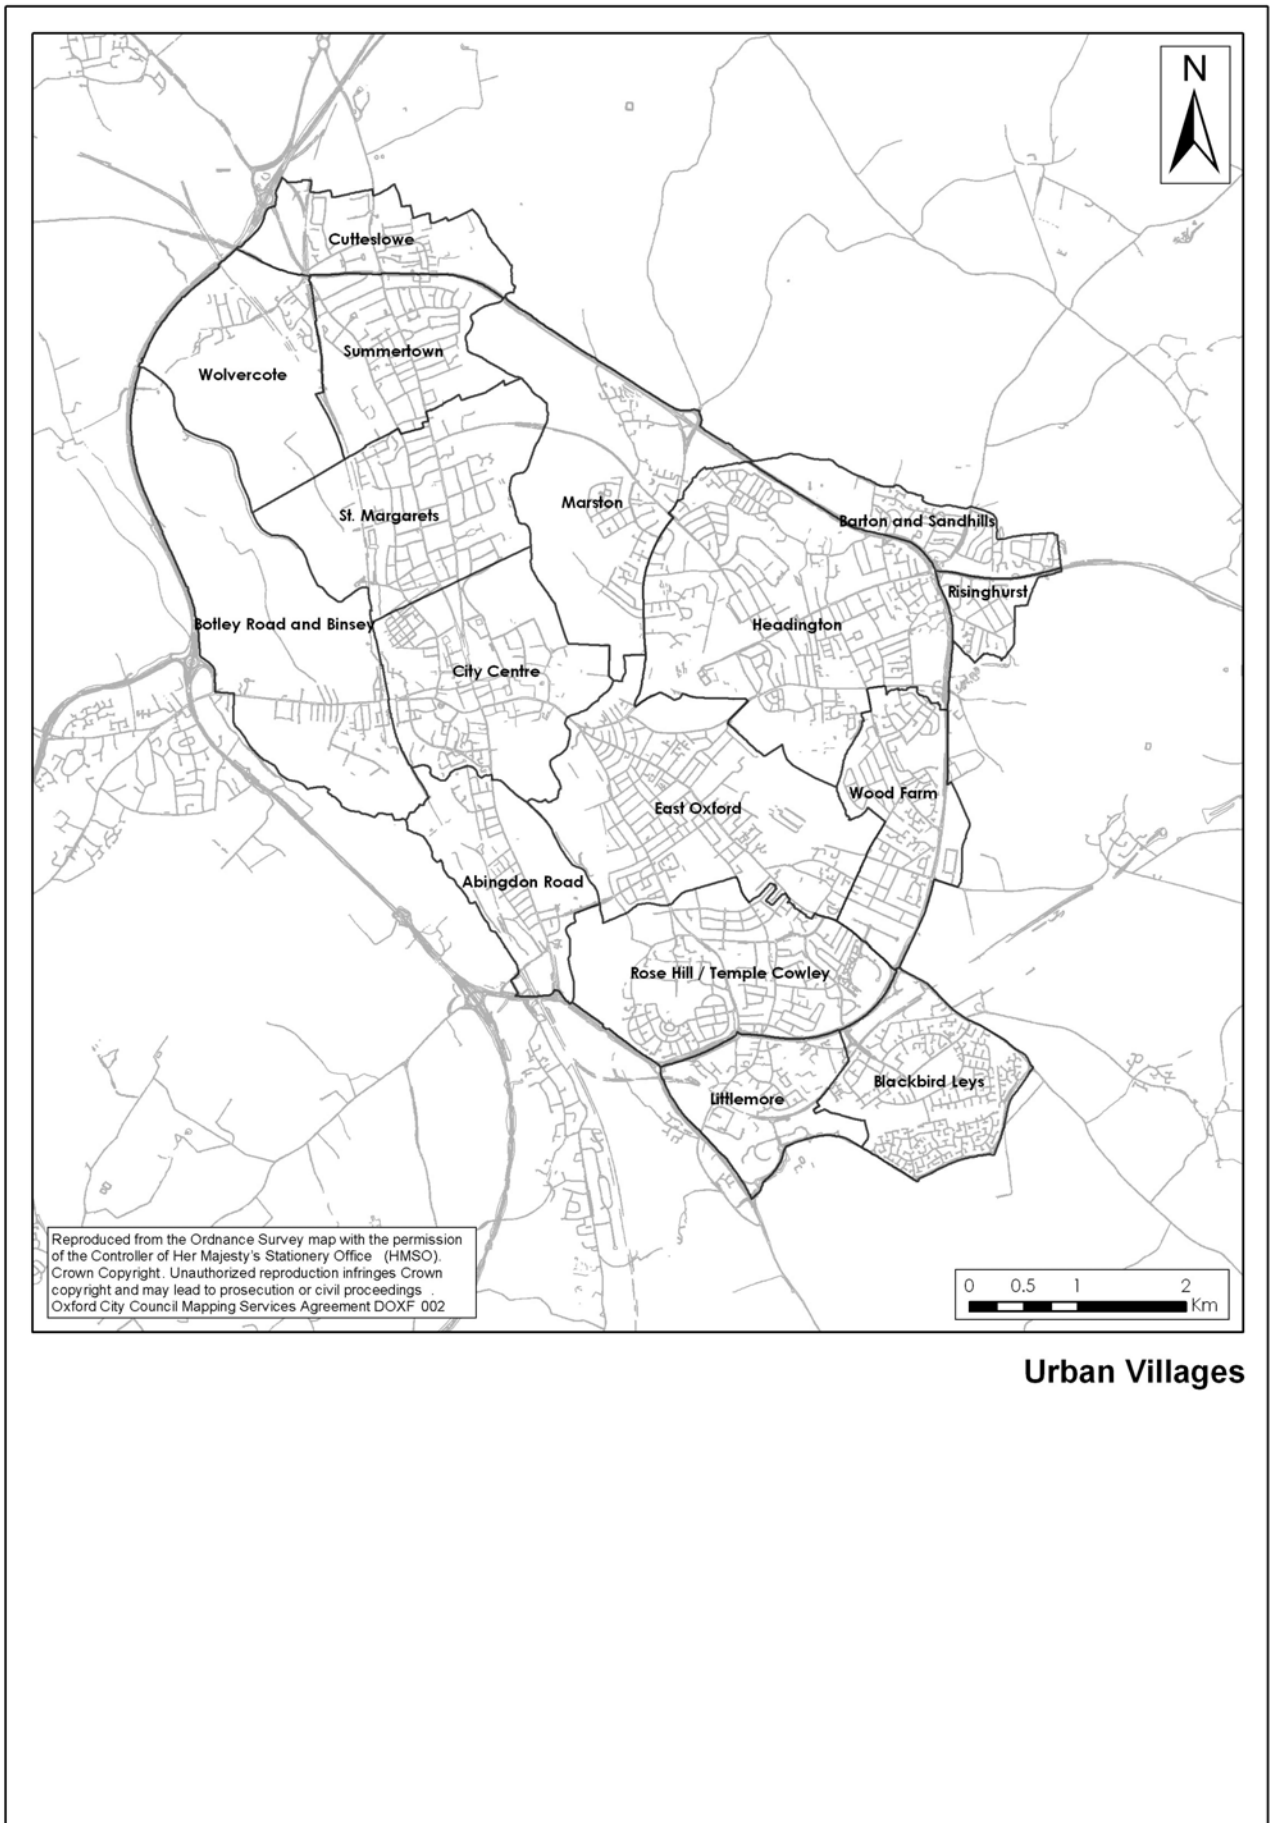 N
Cutteslowe
Summertown
Wolvercote
Marston
St. Margarets
Barton and Sandhills
Risinghurst
Botley Road and Binsey
Headington
City Centre
Wood Farm
East Oxford
Abingdon Road
Rose Hill / Temple Cowley
Blackbird Leys
Littlemore
Reproduced from the Ordnance Survey map with the permission
of the Controller of Her Majesty's Stationery Office (HMSO).
Crown Copyright. Unauthorized reproduction infringes Crown
copyright and may lead to prosecution or civil proceedings .
Oxford City Council Mapping Services Agreement DOXF 002
0 0.5 1 2
Km
Urban Villages